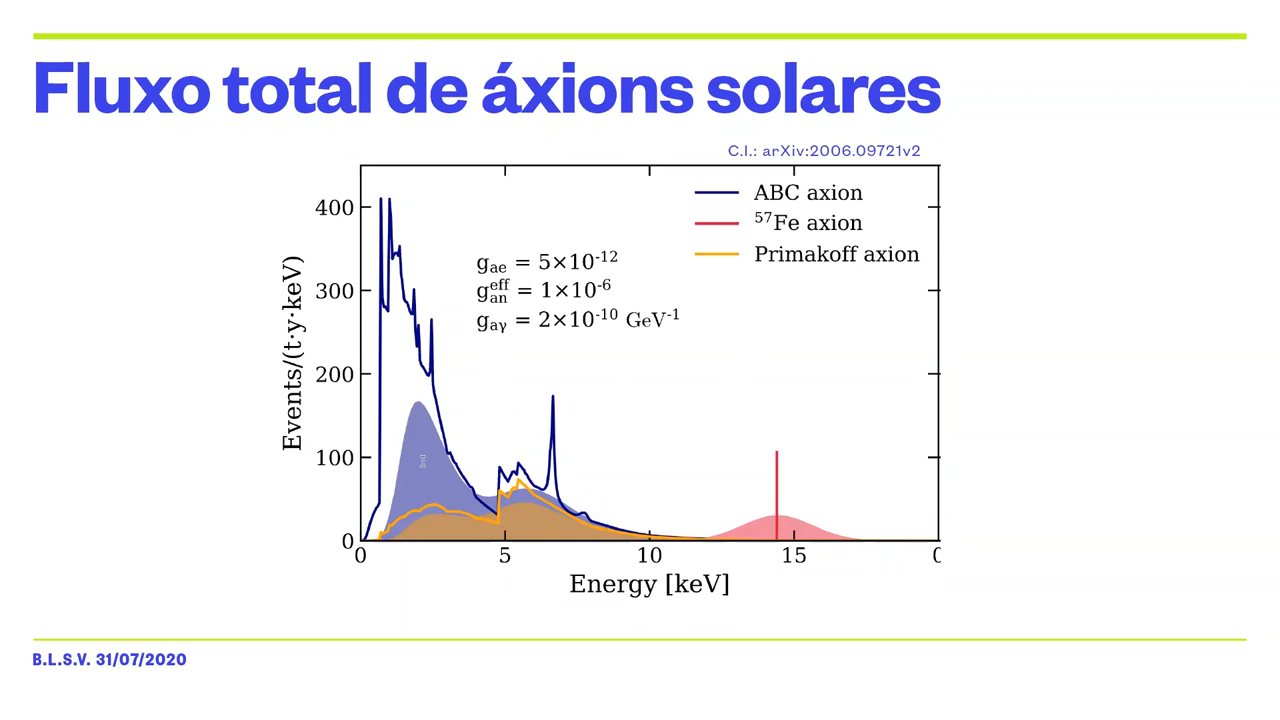 Fluxo total de áxions solares
C.I.: arXiv:2006.09721v2
ABC axion
⁵⁷Fe axion
Primakoff axion
gₐₑ = 5×10⁻¹²
gₐₙᵉᶠᶠ = 1×10⁻⁶
gₐᵧ = 2×10⁻¹⁰ GeV⁻¹
Events/(t·y·keV)
400
300
200
100
0
0 5 10 15 0
Energy [keV]
B.L.S.V. 31/07/2020